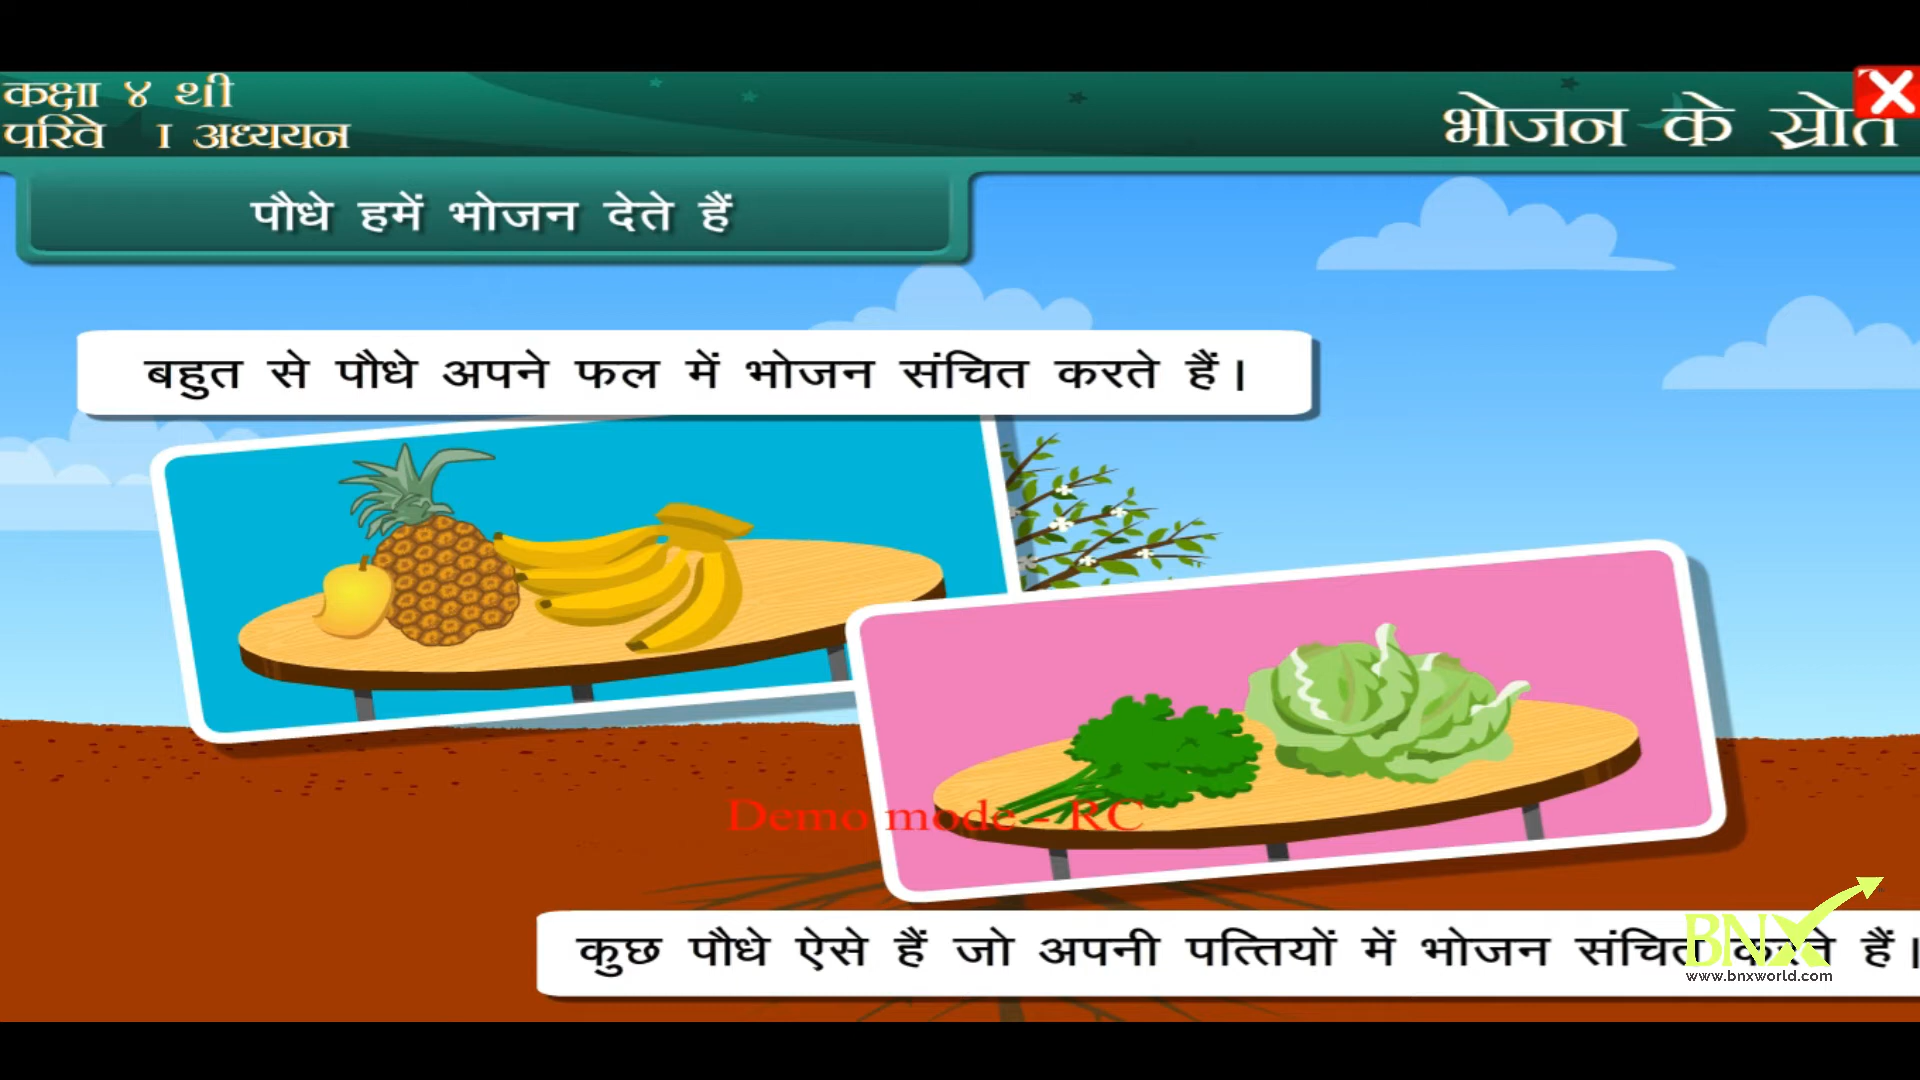 कक्षा ४ थी
परिवे । अध्ययन
भोजन के स्रोत
पौधे हमें भोजन देते हैं
बहुत से पौधे अपने फल में भोजन संचित करते हैं।
Demo mode - RC
कुछ पौधे ऐसे हैं जो अपनी पत्तियों में भोजन संचित करते हैं।
BNX
www.bnxworld.com